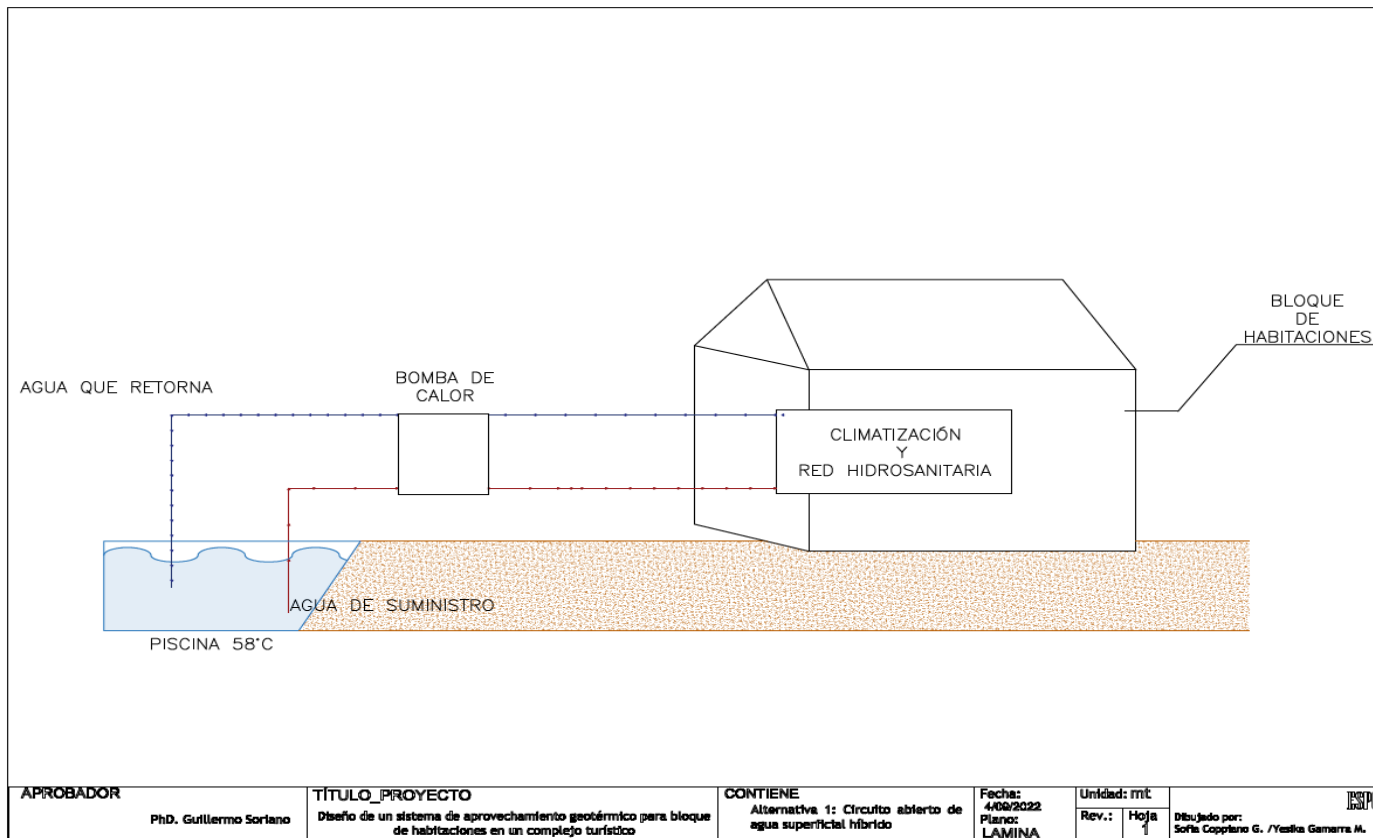 BLOQUE
DE
HABITACIONES
AGUA QUE RETORNA
BOMBA DE
CALOR
CLIMATIZACIÓN
Y
RED HIDROSANITARIA
AGUA DE SUMINISTRO
PISCINA 58°C
APROBADOR
PhD. Guillermo Soriano
TÍTULO_PROYECTO
Diseño de un sistema de aprovechamiento geotérmico para bloque
de habitaciones en un complejo turístico
CONTIENE
Alternativa 1: Circuito abierto de
agua superficial híbrido
Fecha:
4/09/2022
Plano:
LAMINA
Unidad: mt
Rev.:
Hoja
1
Dibujado por:
Sofia Coppiano G. /Yesika Gamarra M.